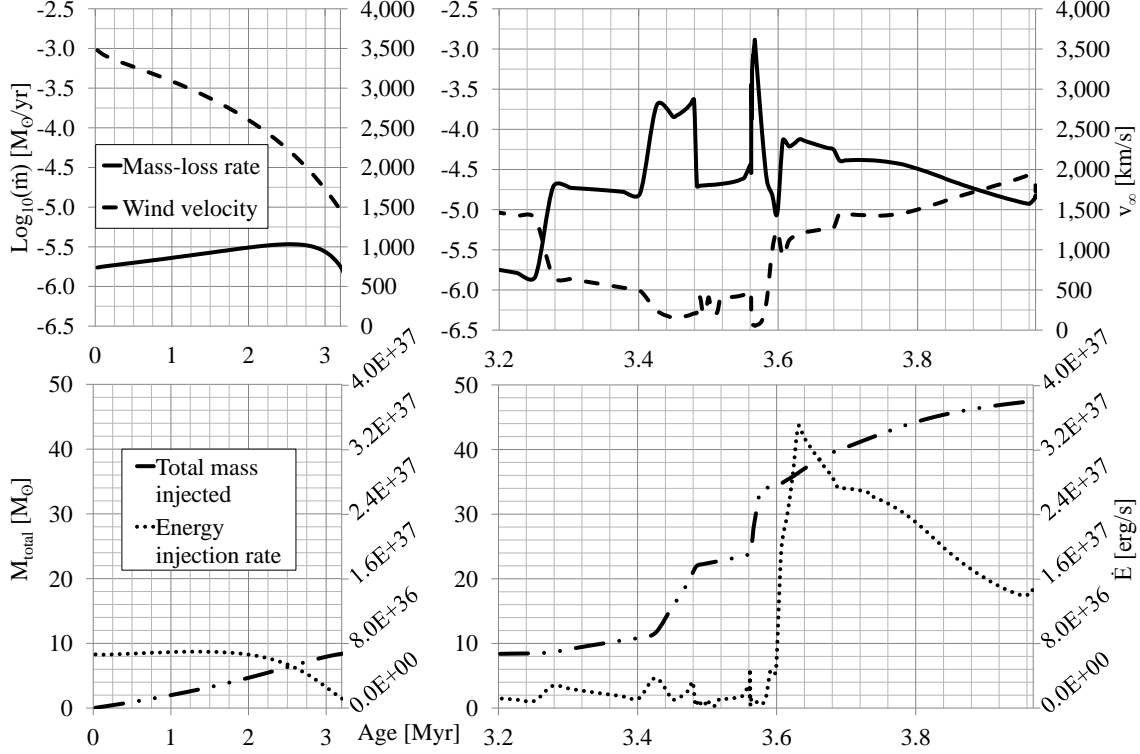 -2.5
-3.0
-3.5
-4.0
-4.5
-5.0
-5.5
-6.0
-6.5
Log10(ṁ) [M⊙/yr]
4,000
3,500
3,000
2,500
2,000
1,500
1,000
500
0
Mass-loss rate
Wind velocity
0 1 2 3
-2.5
-3.0
-3.5
-4.0
-4.5
-5.0
-5.5
-6.0
-6.5
4,000
3,500
3,000
2,500
2,000
1,500
1,000
500
0
v∞ [km/s]
3.2 3.4 3.6 3.8
50
40
30
20
10
0
Mtotal [M⊙]
4.0E+37
3.2E+37
2.4E+37
1.6E+37
8.0E+36
0.0E+00
Total mass
injected
Energy
injection rate
0 1 2 3
Age [Myr]
50
40
30
20
10
0
4.0E+37
3.2E+37
2.4E+37
1.6E+37
8.0E+36
0.0E+00
Ė [erg/s]
3.2 3.4 3.6 3.8